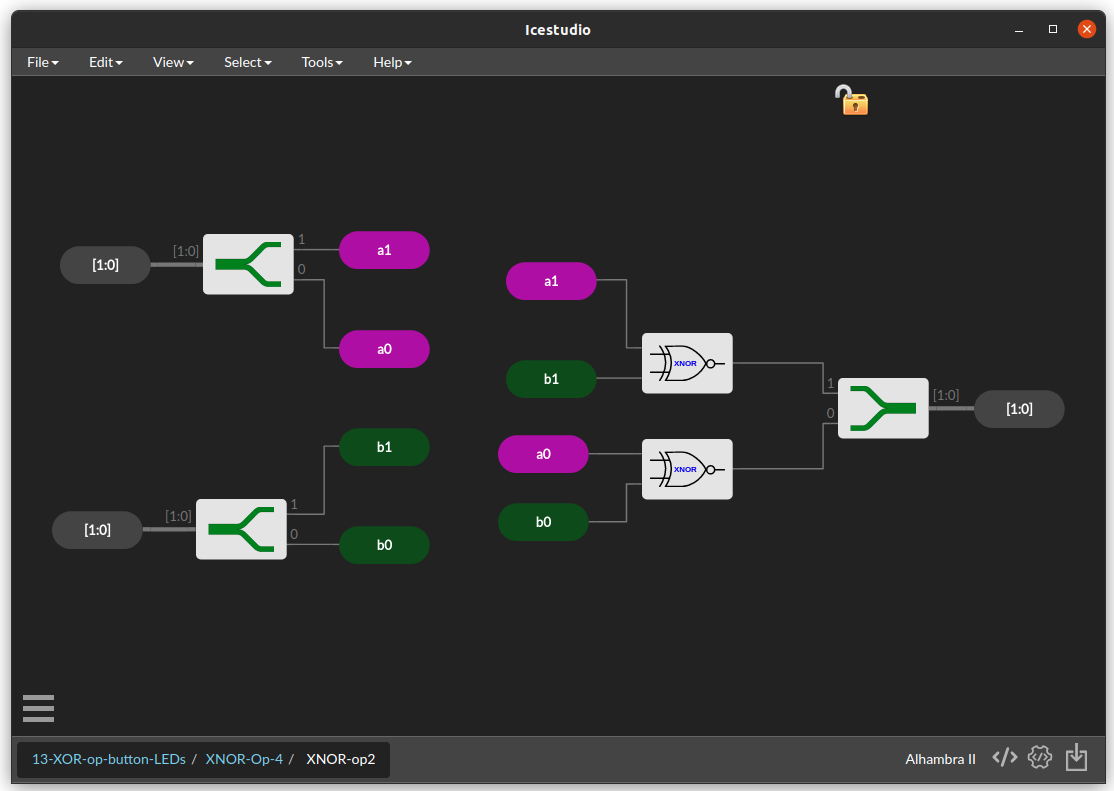 Icestudio
File Edit View Select Tools Help
[1:0] [1:0] 1 a1
0
a0
a1
b1
XNOR
1
0
[1:0] [1:0]
a0
XNOR
b0
b1
[1:0] [1:0] 1
0
b0
13-XOR-op-button-LEDs / XNOR-Op-4 / XNOR-op2
Alhambra II